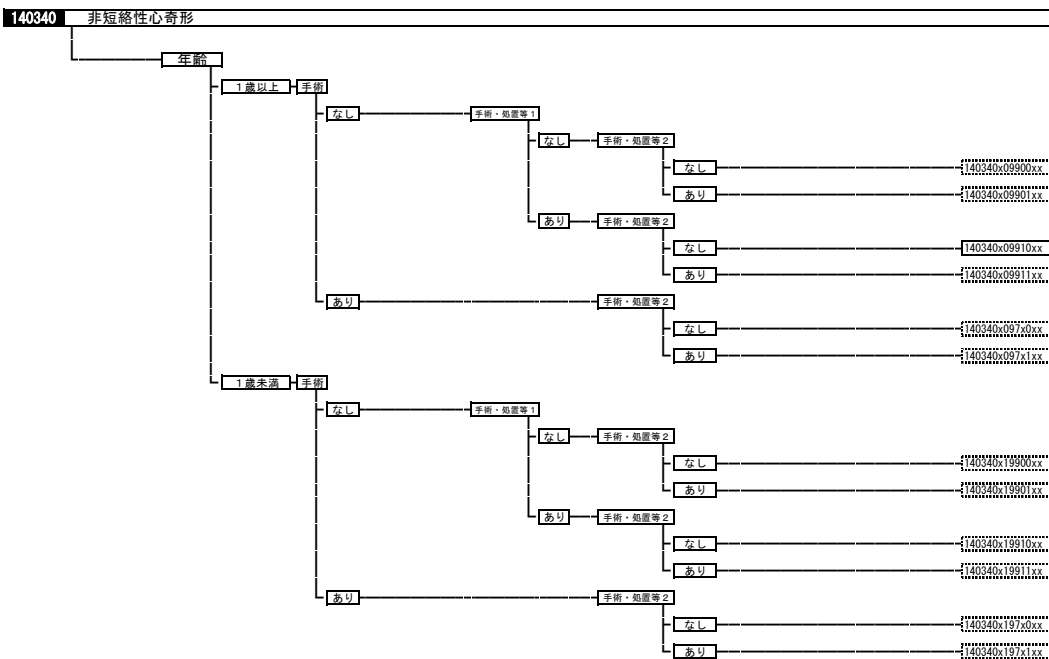 140340 非短絡性心奇形
年齢
1歳以上 手術
なし 手術・処置等1
なし 手術・処置等2
なし 140340x09900xx
あり 140340x09901xx
あり 手術・処置等2
なし 140340x09910xx
あり 140340x09911xx
あり 手術・処置等2
なし 140340x097x0xx
あり 140340x097x1xx
1歳未満 手術
なし 手術・処置等1
なし 手術・処置等2
なし 140340x19900xx
あり 140340x19901xx
あり 手術・処置等2
なし 140340x19910xx
あり 140340x19911xx
あり 手術・処置等2
なし 140340x197x0xx
あり 140340x197x1xx